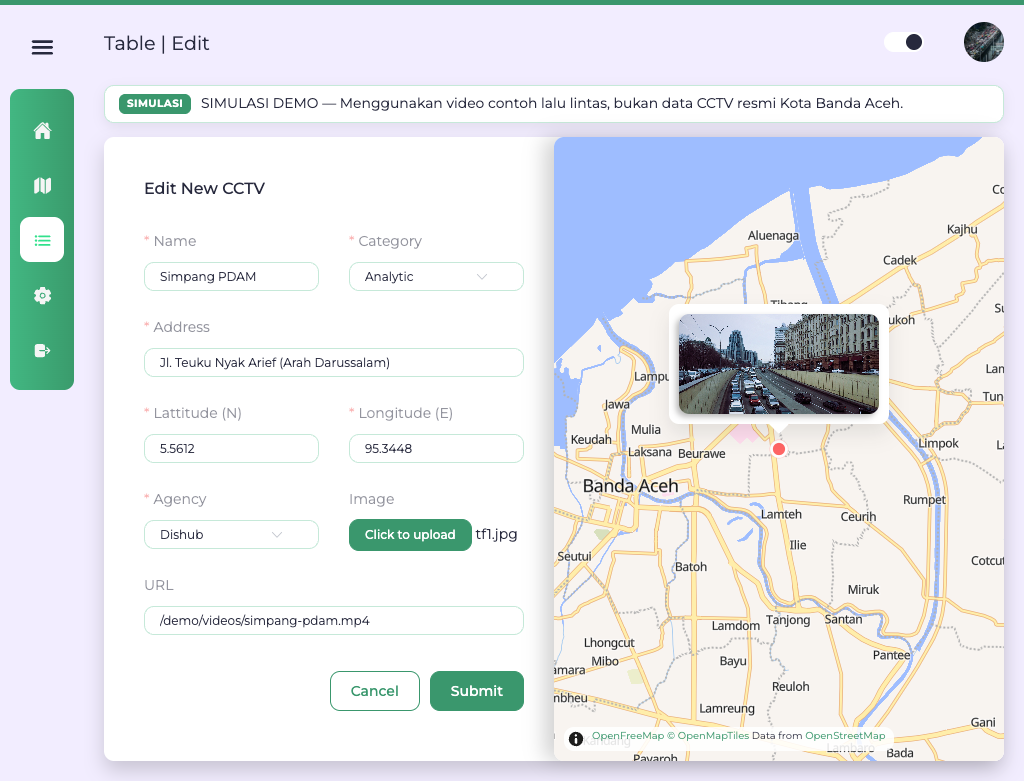 Table | Edit
SIMULASI SIMULASI DEMO — Menggunakan video contoh lalu lintas, bukan data CCTV resmi Kota Banda Aceh.
Edit New CCTV
* Name
* Category
Simpang PDAM
Analytic
* Address
Jl. Teuku Nyak Arief (Arah Darussalam)
* Lattitude (N)
* Longitude (E)
5.5612
95.3448
* Agency
Image
Dishub
Click to upload tf1.jpg
URL
/demo/videos/simpang-pdam.mp4
Cancel
Submit
Kajhu
Aluenaga
Cadek
Jawa
Mulia
Keudah
Laksana
Beurawe
Limpok
Banda Aceh
Rumpet
Lamteh
Ceurih
Ilie
Seutui
Batoh
Miruk
Lamdom
Tanjong
Santan
Lhongcut
Mibo
Bayu
Pantee
Reuloh
Lamreung
Gani
OpenFreeMap © OpenMapTiles Data from OpenStreetMap
Bada